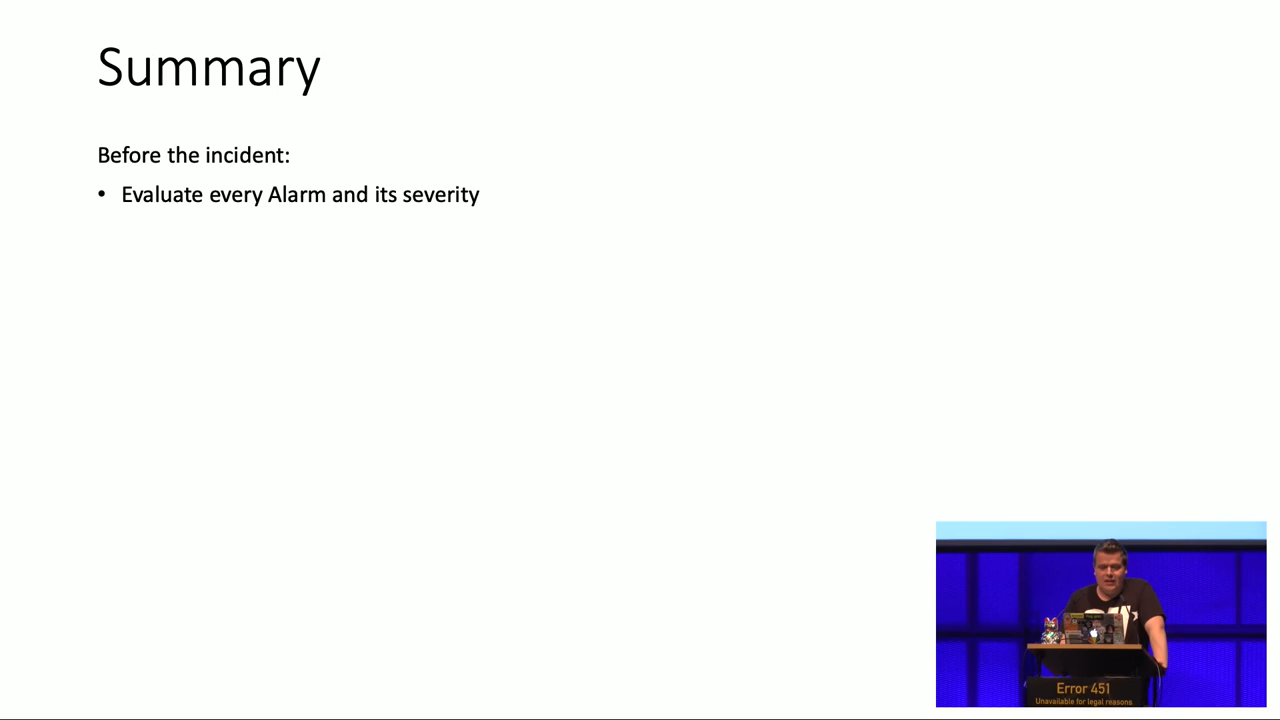 Summary
Before the incident:
• Evaluate every Alarm and its severity
Error 451
Unavailable for legal reasons